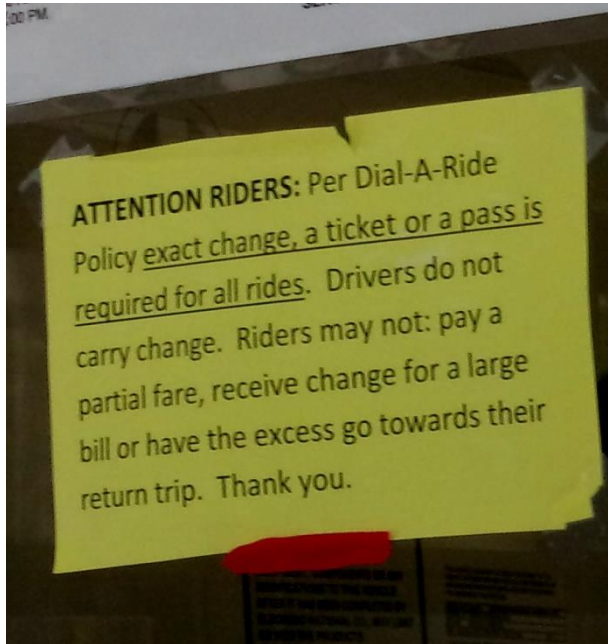 :00 PM.
ATTENTION RIDERS: Per Dial-A-Ride
Policy exact change, a ticket or a pass is
required for all rides.  Drivers do not
carry change.  Riders may not: pay a
partial fare, receive change for a large
bill or have the excess go towards their
return trip.  Thank you.